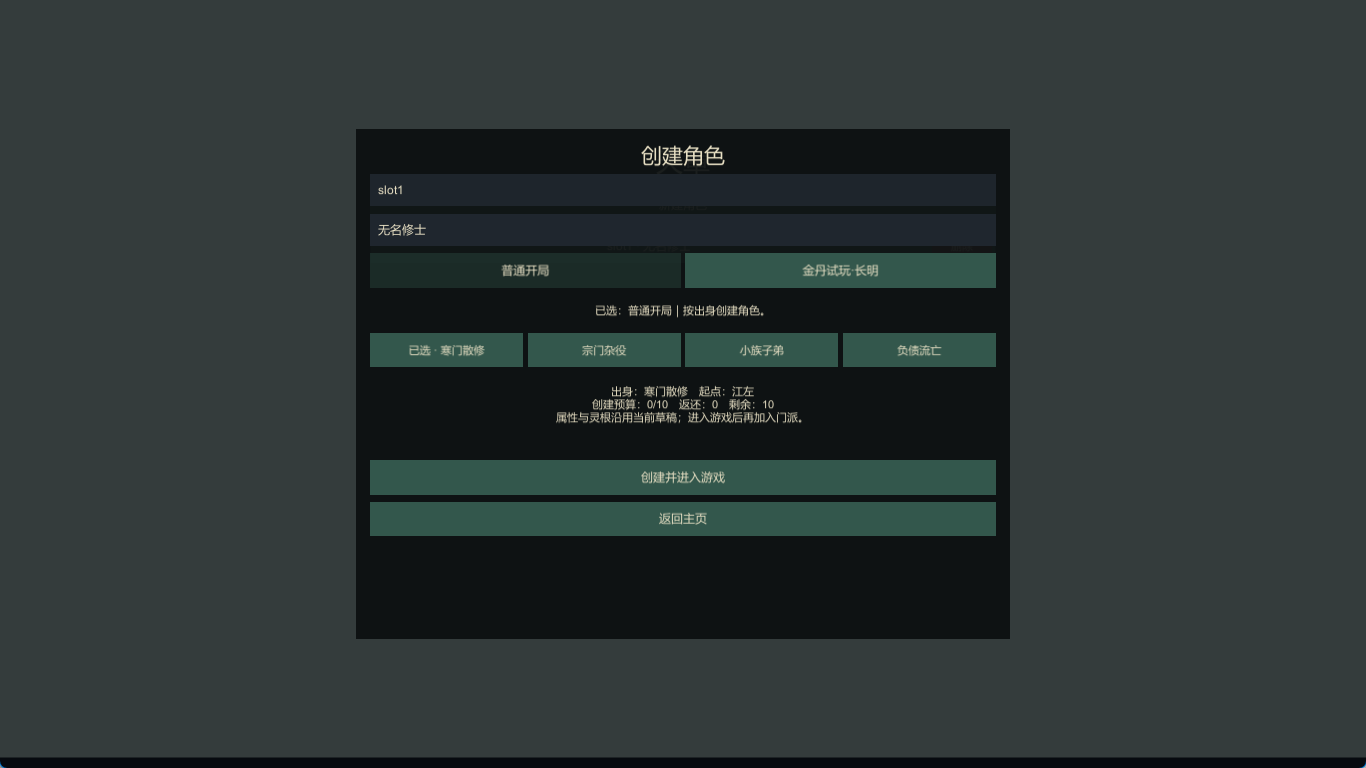 创建角色
slot1
无名修士
普通开局 金丹试玩·长明
已选：普通开局 | 按出身创建角色。
已选 · 寒门散修 宗门杂役 小族子弟 负债流亡
出身：寒门散修 起点：江左
创建预算：0/10 返还：0 剩余：10
属性与灵根沿用当前草稿；进入游戏后再加入门派。
创建并进入游戏
返回主页